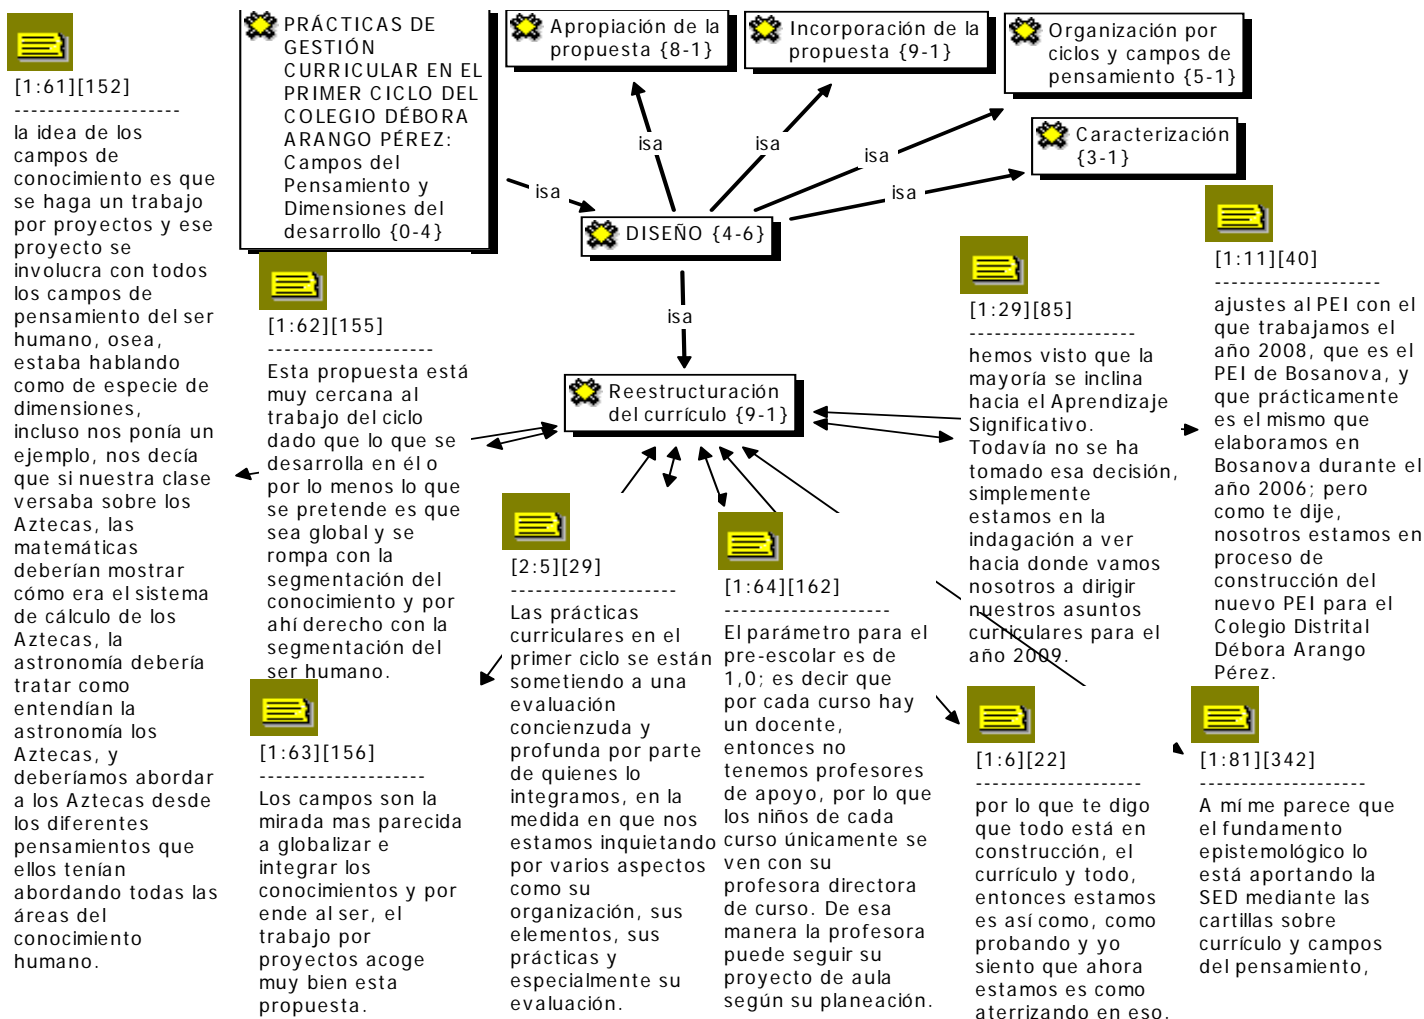 PRÁCTICAS DE
GESTIÓN
CURRICULAR EN EL
PRIMER CICLO DEL
COLEGIO DÉBORA
ARANGO PÉREZ:
Campos del
Pensamiento y
Dimensiones del
desarrollo {0-4}
Apropiación de la
propuesta {8-1}
Incorporación de la
propuesta {9-1}
Organización por
ciclos y campos de
pensamiento {5-1}
Caracterización
{3-1}
isa
isa
isa
isa
isa
DISEÑO {4-6}
isa
Reestructuración
del currículo {9-1}
[1:61][152]
--------------------
la idea de los
campos de
conocimiento es que
se haga un trabajo
por proyectos y ese
proyecto se
involucra con todos
los campos de
pensamiento del ser
humano, osea,
estaba hablando
como de especie de
dimensiones,
incluso nos ponía un
ejemplo, nos decía
que si nuestra clase
versaba sobre los
Aztecas, las
matemáticas
deberían mostrar
cómo era el sistema
de cálculo de los
Aztecas, la
astronomía debería
tratar como
entendían la
astronomía los
Aztecas, y
deberíamos abordar
a los Aztecas desde
los diferentes
pensamientos que
ellos tenían
abordando todas las
áreas del
conocimiento
humano.
[1:62][155]
--------------------
Esta propuesta está
muy cercana al
trabajo del ciclo
dado que lo que se
desarrolla en él o
por lo menos lo que
se pretende es que
sea global y se
rompa con la
segmentación del
conocimiento y por
ahí derecho con la
segmentación del
ser humano.
[1:63][156]
--------------------
Los campos son la
mirada mas parecida
a globalizar e
integrar los
conocimientos y por
ende al ser, el
trabajo por
proyectos acoge
muy bien esta
propuesta.
[2:5][29]
--------------------
Las prácticas
curriculares en el
primer ciclo se están
sometiendo a una
evaluación
concienzuda y
profunda por parte
de quienes lo
integramos, en la
medida en que nos
estamos inquietando
por varios aspectos
como su
organización, sus
elementos, sus
prácticas y
especialmente su
evaluación.
[1:64][162]
--------------------
El parámetro para el
pre-escolar es de
1,0; es decir que
por cada curso hay
un docente,
entonces no
tenemos profesores
de apoyo, por lo que
los niños de cada
curso únicamente se
ven con su
profesora directora
de curso. De esa
manera la profesora
puede seguir su
proyecto de aula
según su planeación.
[1:29][85]
--------------------
hemos visto que la
mayoría se inclina
hacia el Aprendizaje
Significativo.
Todavía no se ha
tomado esa decisión,
simplemente
estamos en la
indagación a ver
hacia donde vamos
nosotros a dirigir
nuestros asuntos
curriculares para el
año 2009.
[1:6][22]
--------------------
por lo que te digo
que todo está en
construcción, el
currículo y todo,
entonces estamos
es así como, como
probando y yo
siento que ahora
estamos es como
aterrizando en eso.
[1:11][40]
--------------------
ajustes al PEI con el
que trabajamos el
año 2008, que es el
PEI de Bosanova, y
que prácticamente
es el mismo que
elaboramos en
Bosanova durante el
año 2006; pero
como te dije,
nosotros estamos en
proceso de
construcción del
nuevo PEI para el
Colegio Distrital
Débora Arango
Pérez.
[1:81][342]
--------------------
A mí me parece que
el fundamento
epistemológico lo
está aportando la
SED mediante las
cartillas sobre
currículo y campos
del pensamiento,